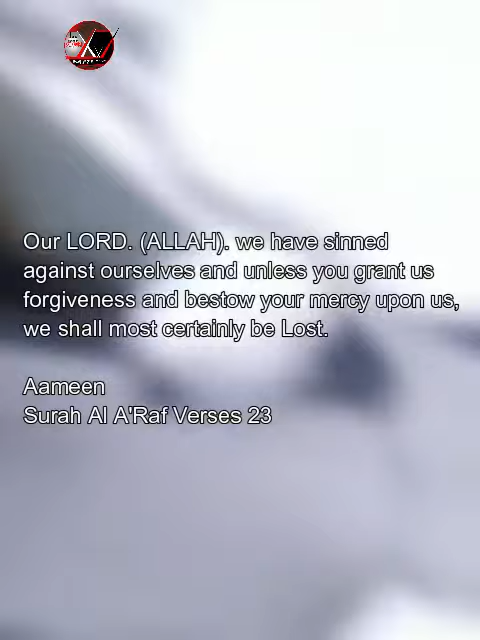 Our LORD. (ALLAH). we have sinned
against ourselves and unless you grant us
forgiveness and bestow your mercy upon us,
we shall most certainly be Lost.
Aameen
Surah Al A'Raf Verses 23